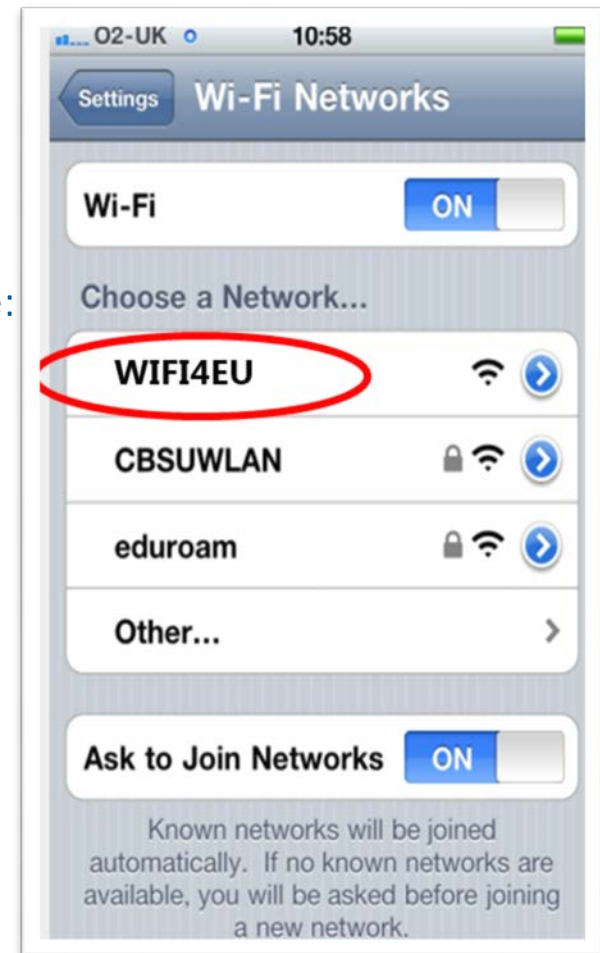 O2-UK 10:58
Settings Wi-Fi Networks
Wi-Fi ON
:
Choose a Network...
WIFI4EU
CBSUWLAN
eduroam
Other...
Ask to Join Networks ON
Known networks will be joined
automatically. If no known networks are
available, you will be asked before joining
a new network.